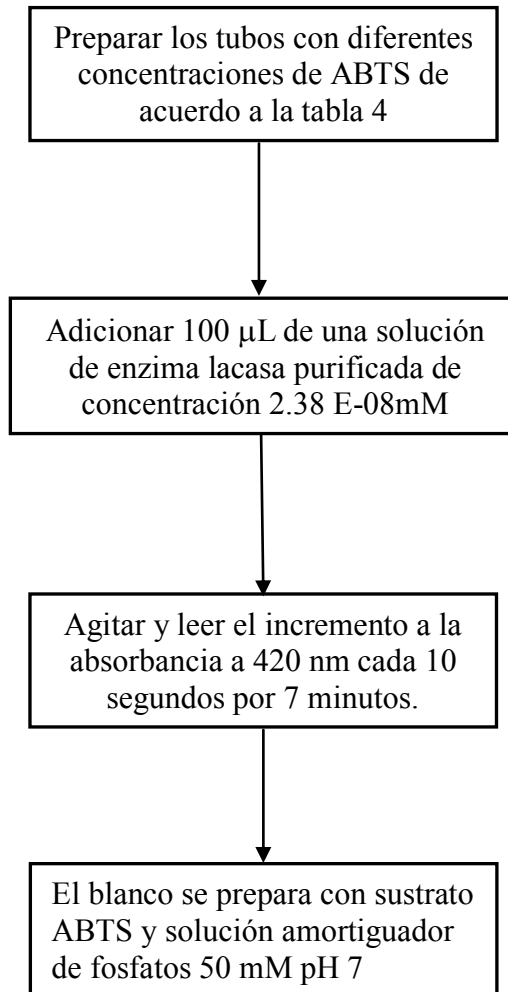 Preparar los tubos con diferentes
concentraciones de ABTS de
acuerdo a la tabla 4
Adicionar 100 µL de una solución
de enzima lacasa purificada de
concentración 2.38 E-08mM
Agitar y leer el incremento a la
absorbancia a 420 nm cada 10
segundos por 7 minutos.
El blanco se prepara con sustrato
ABTS y solución amortiguador
de fosfatos 50 mM pH 7